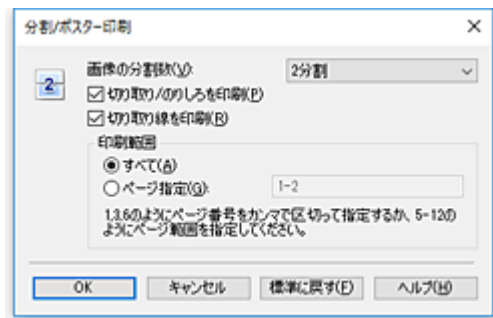 分割/ポスター印刷
画像の分割数(V): 2分割
2
切り取り/のりしろを印刷(P)
切り取り線を印刷(R)
印刷範囲
すべて(A)
ページ指定(G): 1-2
1,3,6のようにページ番号をカンマで区切って指定するか、5-12の
ようにページ範囲を指定してください。
OK キャンセル 標準に戻す(F) ヘルプ(H)